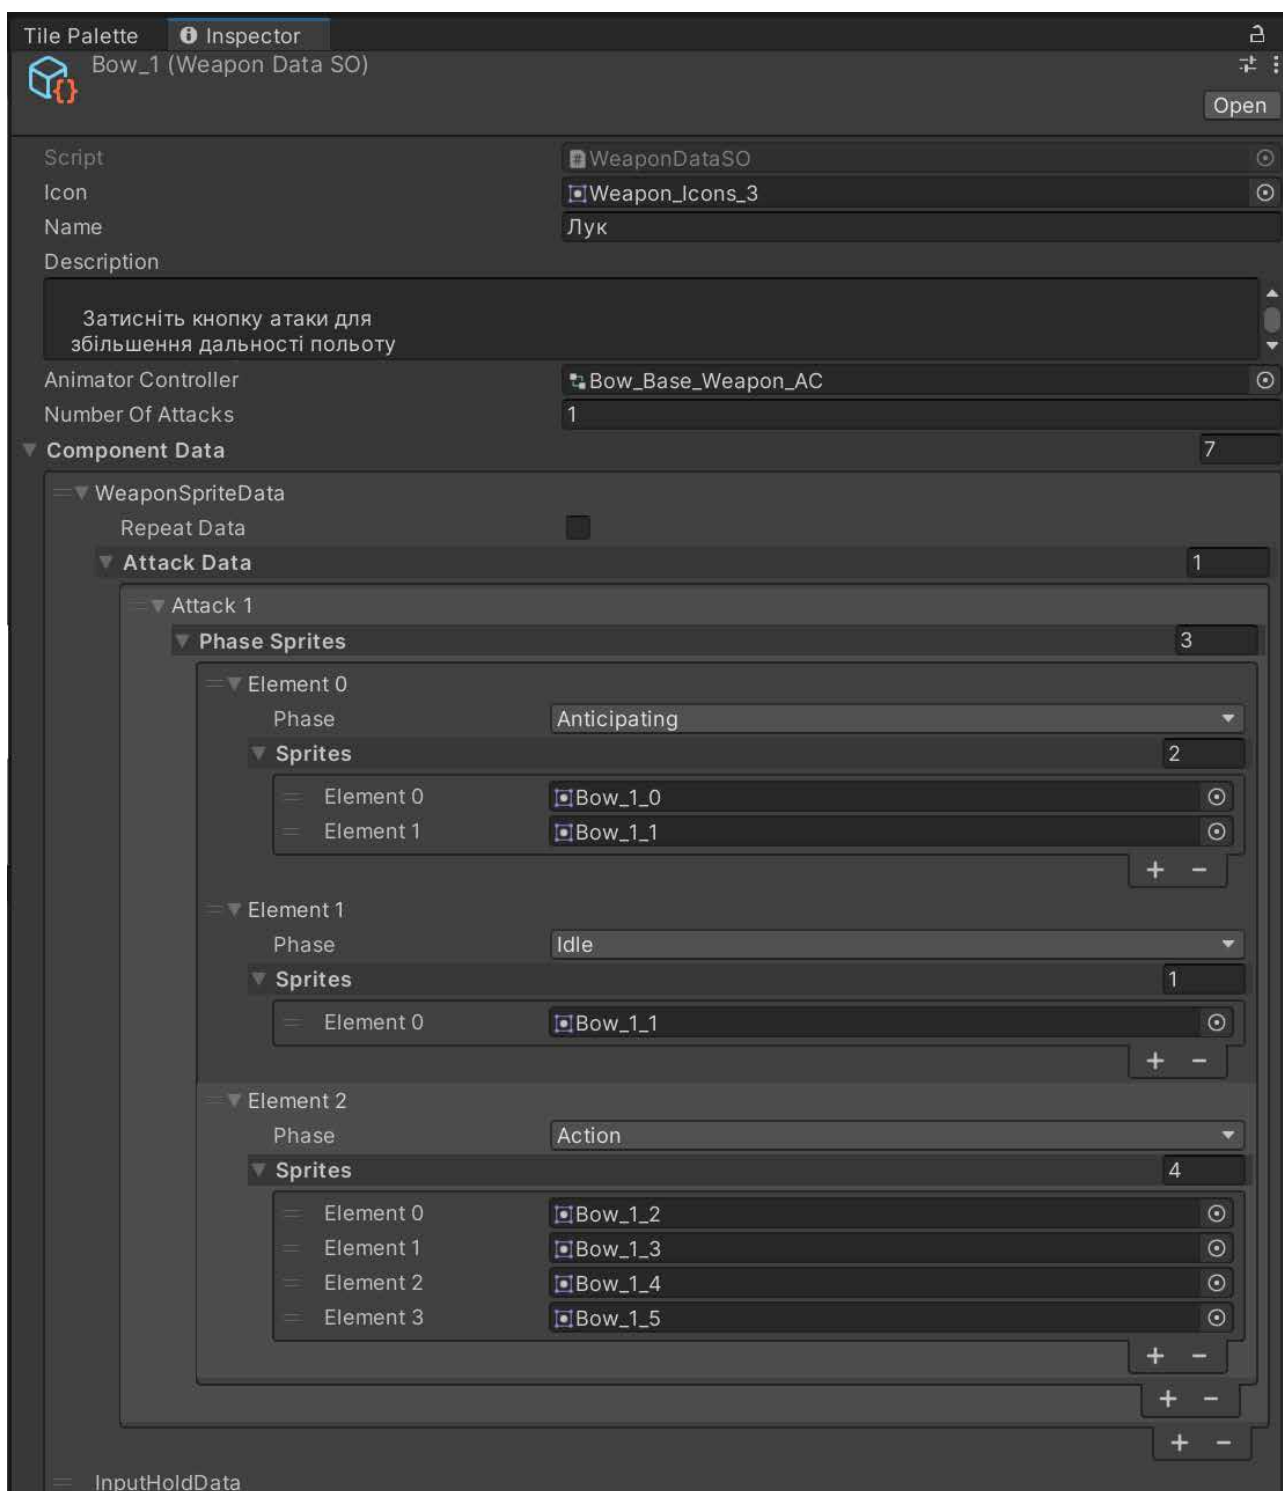 Tile Palette Inspector
Bow_1 (Weapon Data SO)
Open
Script WeaponDataSO
Icon Weapon_Icons_3
Name Лук
Description
Затисніть кнопку атаки для
збільшення дальності польоту
Animator Controller Bow_Base_Weapon_AC
Number Of Attacks 1
Component Data 7
WeaponSpriteData
Repeat Data
Attack Data 1
Attack 1
Phase Sprites 3
Element 0
Phase Anticipating
Sprites 2
Element 0 Bow_1_0
Element 1 Bow_1_1
+ −
Element 1
Phase Idle
Sprites 1
Element 0 Bow_1_1
+ −
Element 2
Phase Action
Sprites 4
Element 0 Bow_1_2
Element 1 Bow_1_3
Element 2 Bow_1_4
Element 3 Bow_1_5
+ −
+ −
+ −
InputHoldData